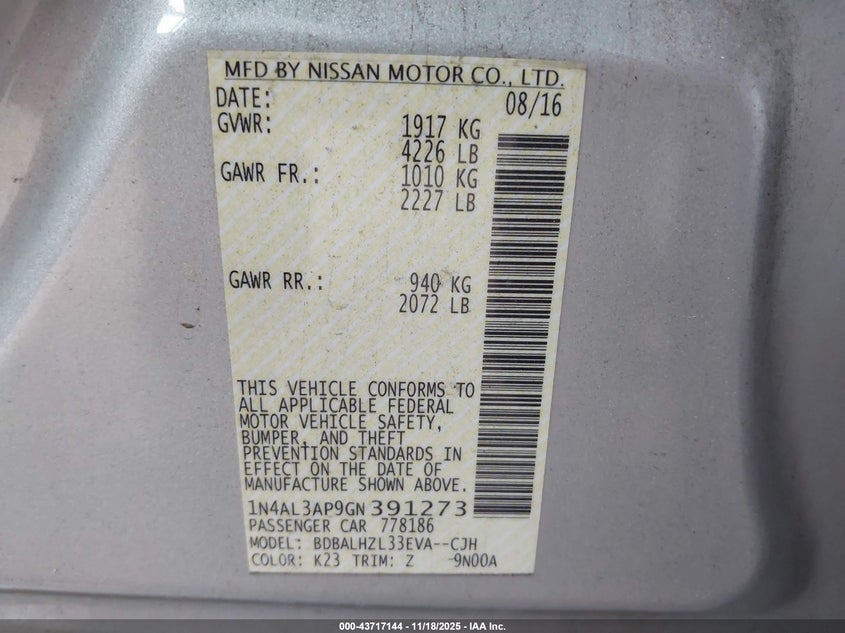 MFD BY NISSAN MOTOR CO., LTD.
DATE: 08/16
GVWR: 1917 KG
4226 LB
GAWR FR.: 1010 KG
2227 LB
GAWR RR.: 940 KG
2072 LB
THIS VEHICLE CONFORMS TO
ALL APPLICABLE FEDERAL
MOTOR VEHICLE SAFETY,
BUMPER, AND THEFT
PREVENTION STANDARDS IN
EFFECT ON THE DATE OF
MANUFACTURE SHOWN ABOVE.
1N4AL3AP9GN391273
PASSENGER CAR 778186
MODEL: BDBALHZL33EVA--CJH
COLOR: K23 TRIM: Z -9N00A
000-43717144 - 11/18/2025 - IAA Inc.